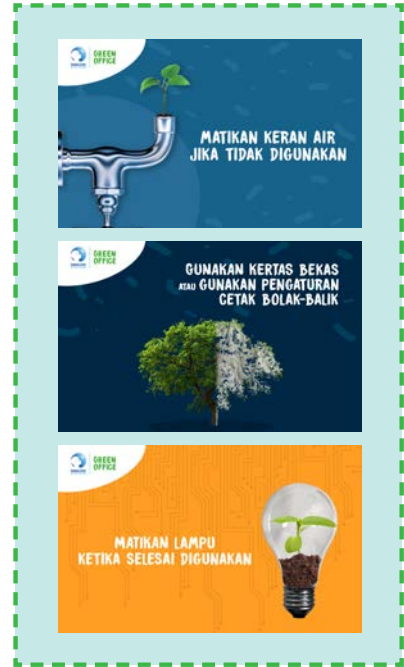 GREEN
OFFICE
MATIKAN KERAN AIR
JIKA TIDAK DIGUNAKAN
GREEN
OFFICE
GUNAKAN KERTAS BEKAS
ATAU GUNAKAN PENGATURAN
CETAK BOLAK-BALIK
GREEN
OFFICE
MATIKAN LAMPU
KETIKA SELESAI DIGUNAKAN